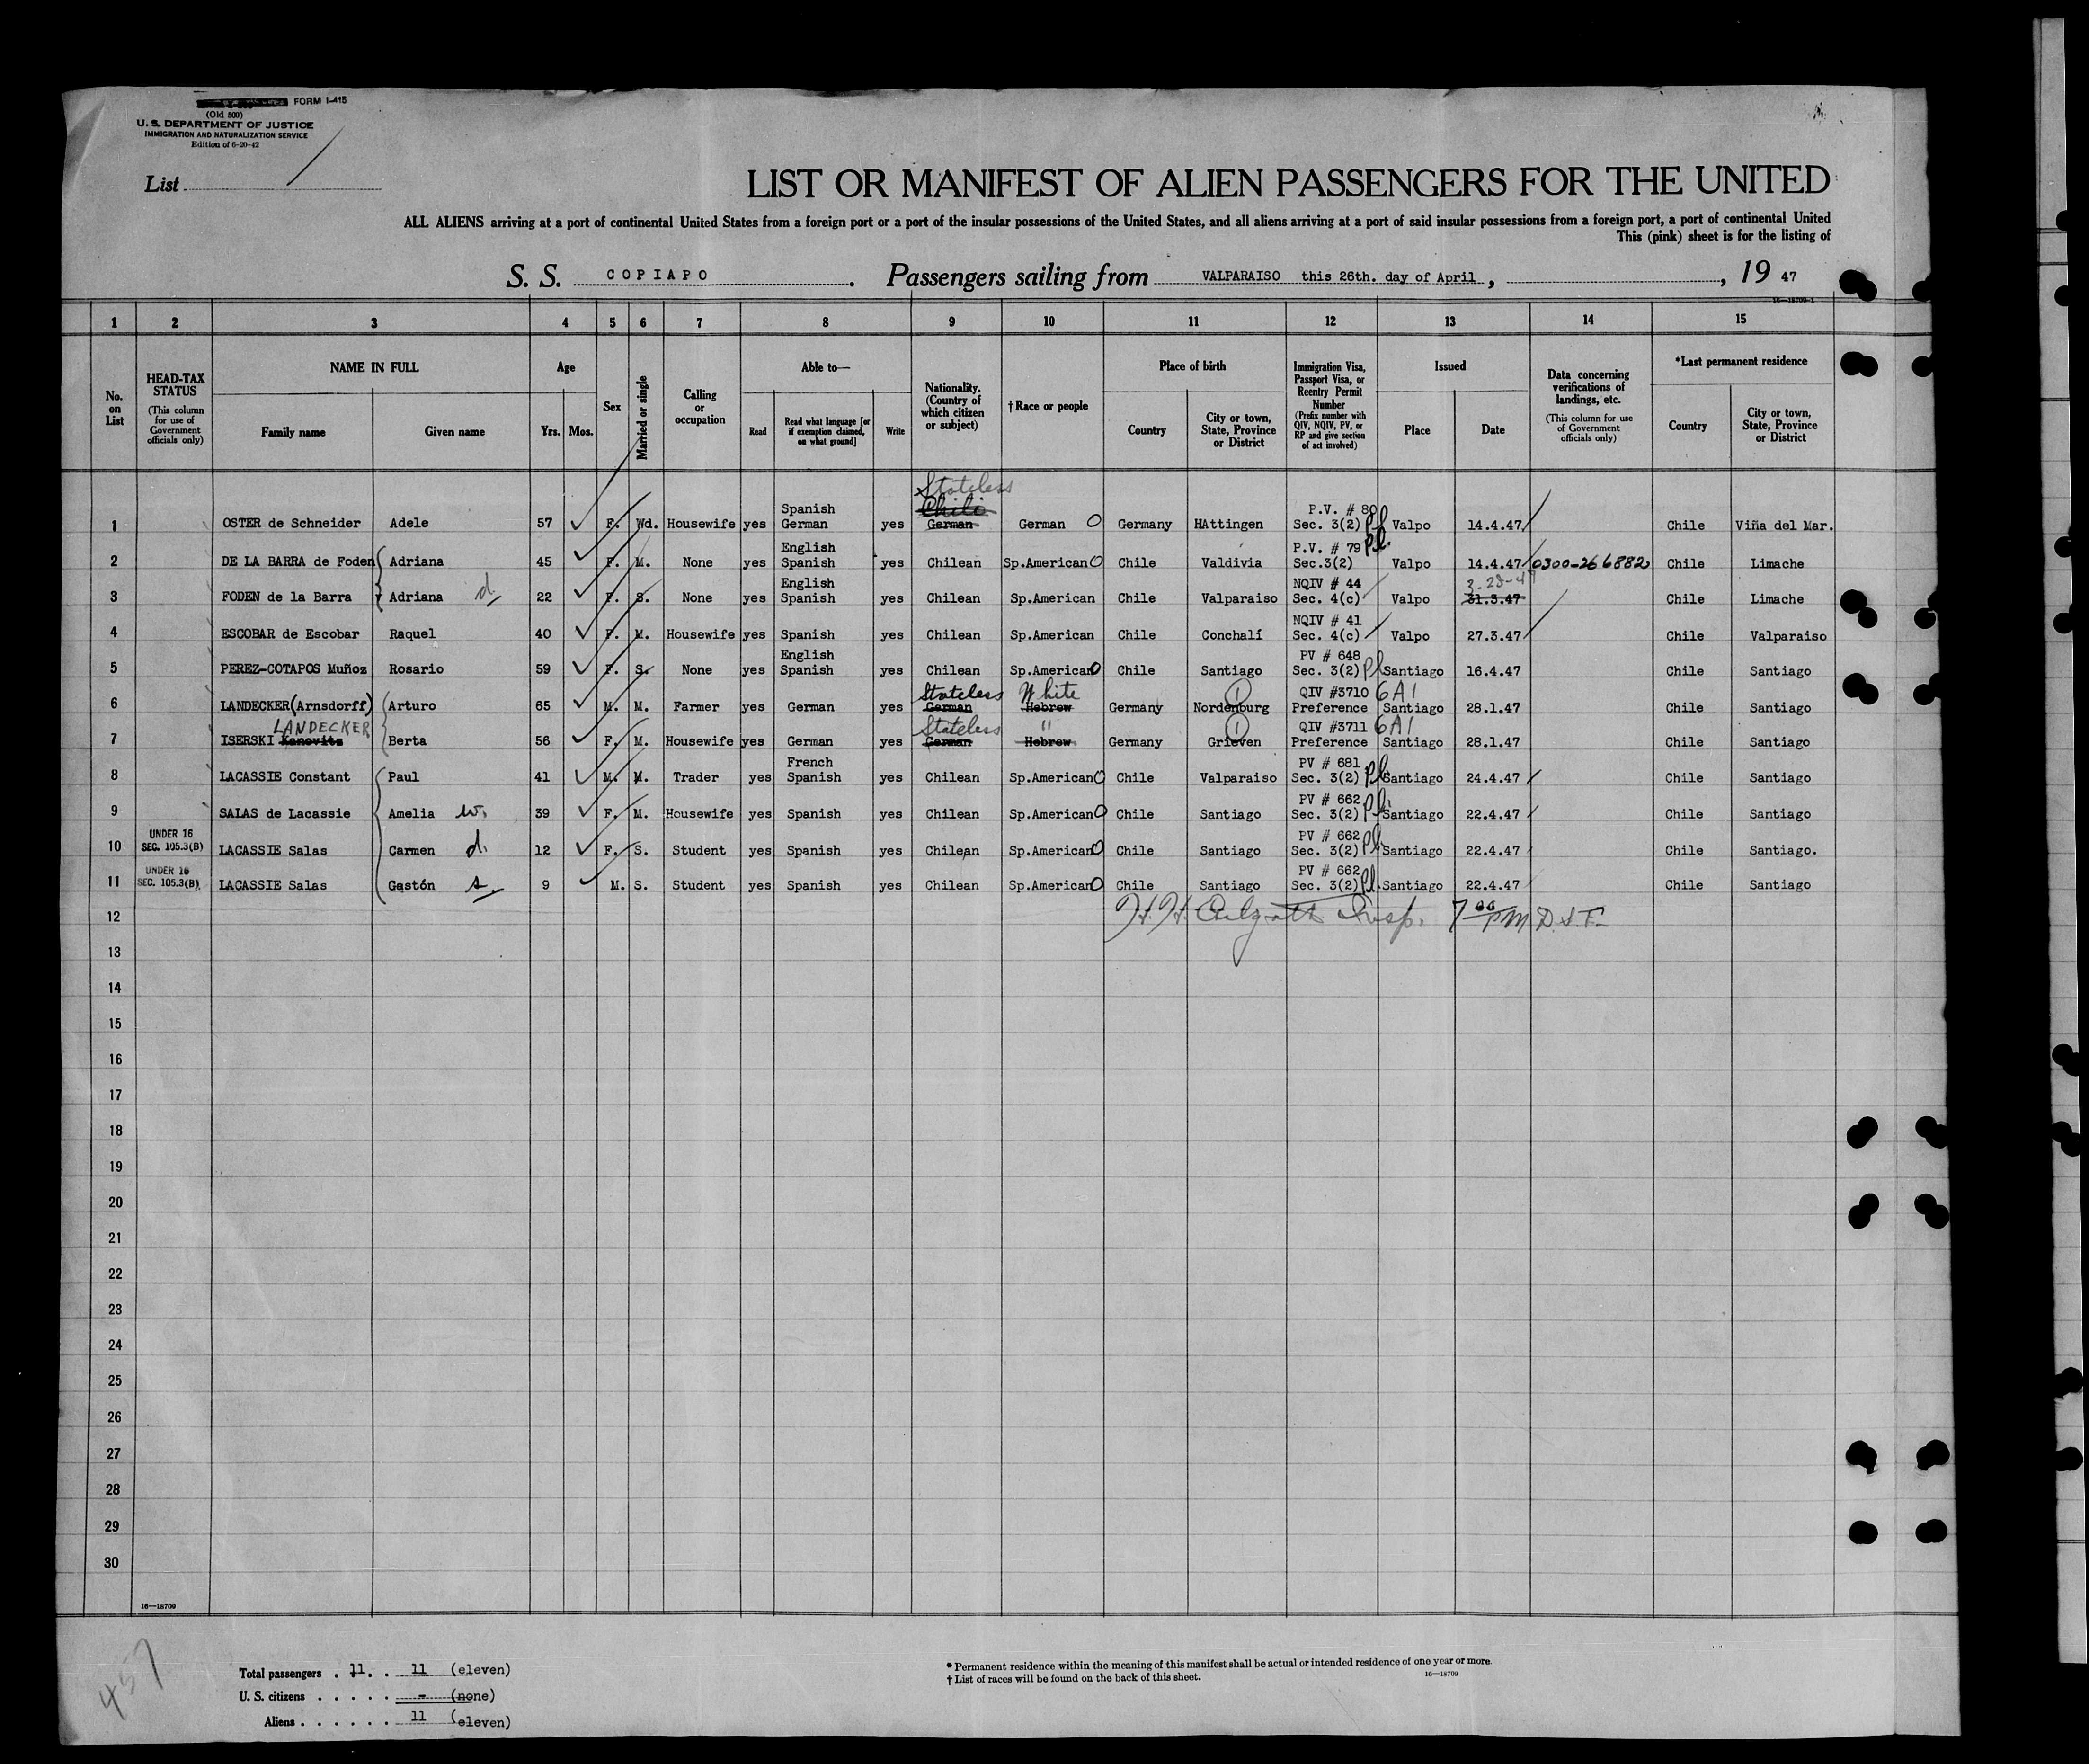 FORM I-415
(Old 500)
U. S. DEPARTMENT OF JUSTICE
IMMIGRATION AND NATURALIZATION SERVICE
Edition of 6-20-42
List
LIST OR MANIFEST OF ALIEN PASSENGERS FOR THE UNITED
ALL ALIENS arriving at a port of continental United States from a foreign port or a port of the insular possessions of the United States, and all aliens arriving at a port of said insular possessions from a foreign port, a port of continental United
This (pink) sheet is for the listing of
S. S. COPIAPO. Passengers sailing from VALPARAISO this 26th. day of April, , 19 47
16—18709-1
1 2 3 4 5 6 7 8 9 10 11 12 13 14 15
No. on List
HEAD-TAX STATUS (This column for use of Government officials only)
NAME IN FULL Family name Given name
Age Yrs. Mos.
Sex
Married or single
Calling or occupation
Able to— Read Read what language [or if exemption claimed, on what ground] Write
Nationality. (Country of which citizen or subject)
†Race or people
Place of birth Country City or town, State, Province or District
Immigration Visa, Passport Visa, or Reentry Permit Number (Prefix number with QIV, NQIV, PV, or RP and give section of act involved)
Issued Place Date
Data concerning verifications of landings, etc. (This column for use of Government officials only)
*Last permanent residence Country City or town, State, Province or District
Stateless
Spanish Chile P.V. # 80
1 OSTER de Schneider Adele 57 F. Wd. Housewife yes German yes German German O Germany HAttingen Sec. 3(2) Pl Valpo 14.4.47 Chile Viña del Mar.
English P.V. # 79 Pl.
2 DE LA BARRA de Foden Adriana 45 F. M. None yes Spanish yes Chilean Sp.American O Chile Valdivia Sec.3(2) Valpo 14.4.47 0300-266882 Chile Limache
English NQIV # 44 3-23-47
3 FODEN de la Barra Adriana d. 22 F. S. None yes Spanish yes Chilean Sp.American Chile Valparaiso Sec. 4(c) Valpo 31.3.47 Chile Limache
NQIV # 41
4 ESCOBAR de Escobar Raquel 40 F. M. Housewife yes Spanish yes Chilean Sp.American Chile Conchalí Sec. 4(c) Valpo 27.3.47 Chile Valparaiso
English PV # 648
5 PEREZ-COTAPOS Muñoz Rosario 59 F. S. None yes Spanish yes Chilean Sp.American O Chile Santiago Sec. 3(2) Pl Santiago 16.4.47 Chile Santiago
Stateless White 1 QIV #3710 6A1
6 LANDECKER(Arnsdorff) Arturo 65 M. M. Farmer yes German yes German Hebrew Germany Nordenburg Preference Santiago 28.1.47 Chile Santiago
LANDECKER Stateless " 1 QIV #3711 6A1
7 ISERSKI Kanovitz Berta 56 F. M. Housewife yes German yes German Hebrew Germany Grieven Preference Santiago 28.1.47 Chile Santiago
French PV # 681
8 LACASSIE Constant Paul 41 M. M. Trader yes Spanish yes Chilean Sp.American O Chile Valparaiso Sec. 3(2) Pl Santiago 24.4.47 Chile Santiago
PV # 662
9 SALAS de Lacassie Amelia w. 39 F. M. Housewife yes Spanish yes Chilean Sp.American O Chile Santiago Sec. 3(2) Pl. Santiago 22.4.47 Chile Santiago
UNDER 16 PV # 662
10 SEC. 105.3(B) LACASSIE Salas Carmen d. 12 F. S. Student yes Spanish yes Chilean Sp.American O Chile Santiago Sec. 3(2) Pl Santiago 22.4.47 Chile Santiago.
UNDER 16 PV # 662
11 SEC. 105.3(B) LACASSIE Salas Gastón s. 9 M. S. Student yes Spanish yes Chilean Sp.American O Chile Santiago Sec. 3(2) Pl. Santiago 22.4.47 Chile Santiago
12 H.H. Insp. 7 00 PM D.S.T.
13
14
15
16
17
18
19
20
21
22
23
24
25
26
27
28
29
30
16—18709
457
Total passengers . 11. . 11 (eleven)
U. S. citizens . . . . . - (none)
Aliens . . . . . . 11 (eleven)
* Permanent residence within the meaning of this manifest shall be actual or intended residence of one year or more.
† List of races will be found on the back of this sheet.
16—18709